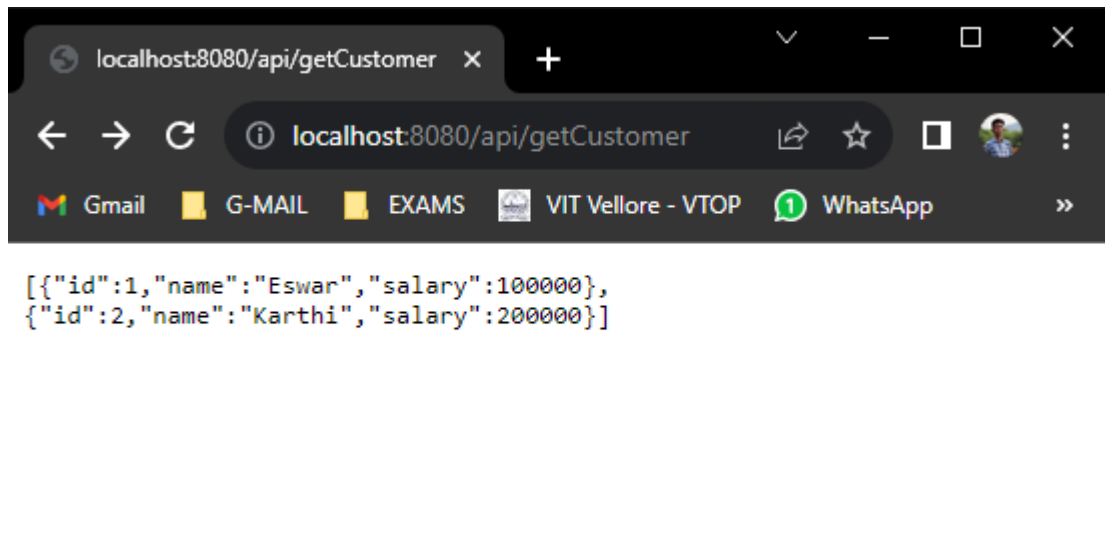 localhost:8080/api/getCustomer
localhost:8080/api/getCustomer
Gmail G-MAIL EXAMS VIT Vellore - VTOP 1 WhatsApp »
[{"id":1,"name":"Eswar","salary":100000},
{"id":2,"name":"Karthi","salary":200000}]